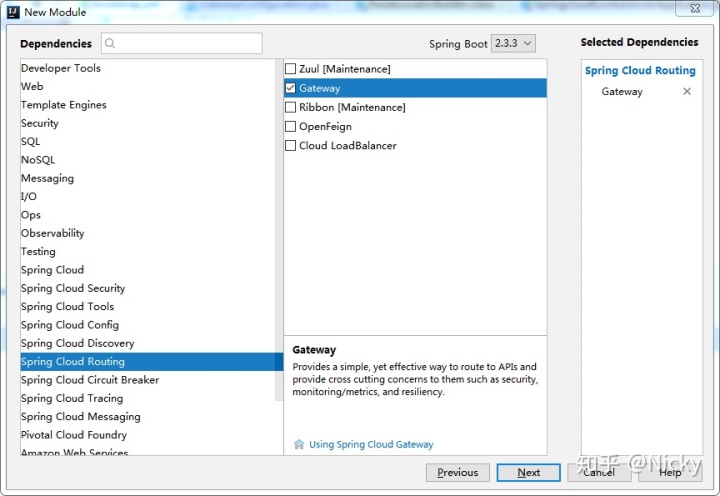 New Module
Dependencies
Spring Boot 2.3.3
Selected Dependencies
Developer Tools
Web
Template Engines
Security
SQL
NoSQL
Messaging
I/O
Ops
Observability
Testing
Spring Cloud
Spring Cloud Security
Spring Cloud Tools
Spring Cloud Config
Spring Cloud Discovery
Spring Cloud Routing
Spring Cloud Circuit Breaker
Spring Cloud Tracing
Spring Cloud Messaging
Pivotal Cloud Foundry
Amazon Web Services
Zuul [Maintenance]
Gateway
Ribbon [Maintenance]
OpenFeign
Cloud LoadBalancer
Gateway
Provides a simple, yet effective way to route to APIs and
provide cross cutting concerns to them such as security,
monitoring/metrics, and resiliency.
Using Spring Cloud Gateway
Spring Cloud Routing
Gateway
Previous
Next
Cancel
Help
知乎 @Nicky